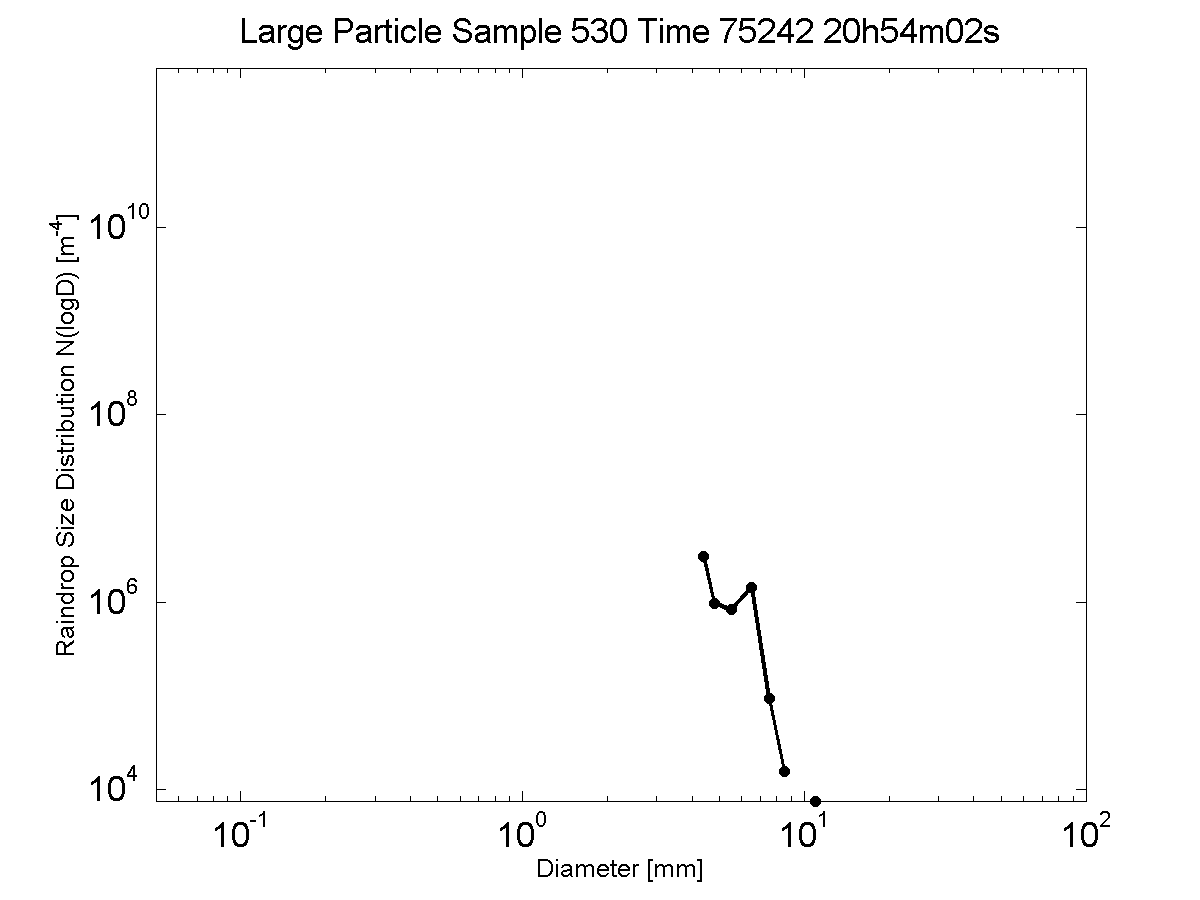 Large Particle Sample 530 Time 75242 20h54m02s
Raindrop Size Distribution N(logD) [m^-4]
10^10
10^8
10^6
10^4
10^-1
10^0
10^1
10^2
Diameter [mm]